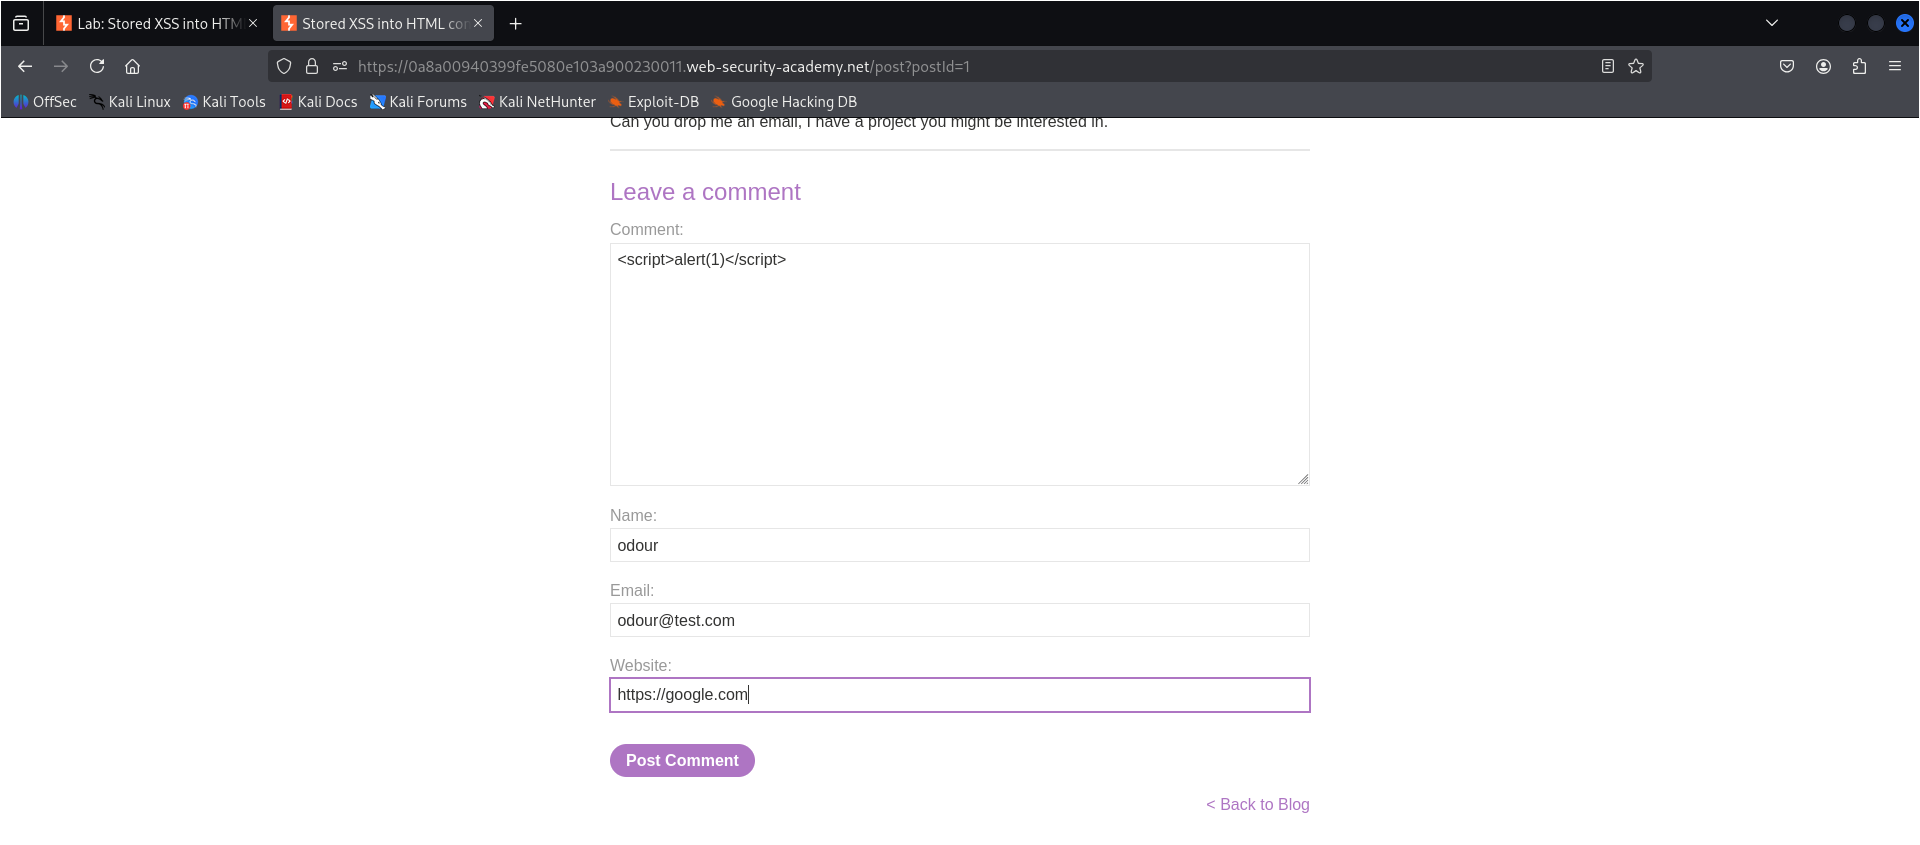 Lab: Stored XSS into HTM
Stored XSS into HTML con
https://0a8a00940399fe5080e103a900230011.web-security-academy.net/post?postId=1
OffSec Kali Linux Kali Tools Kali Docs Kali Forums Kali NetHunter Exploit-DB Google Hacking DB
Can you drop me an email, I have a project you might be interested in.
Leave a comment
Comment:
<script>alert(1)</script>
Name:
odour
Email:
odour@test.com
Website:
https://google.com
Post Comment
< Back to Blog